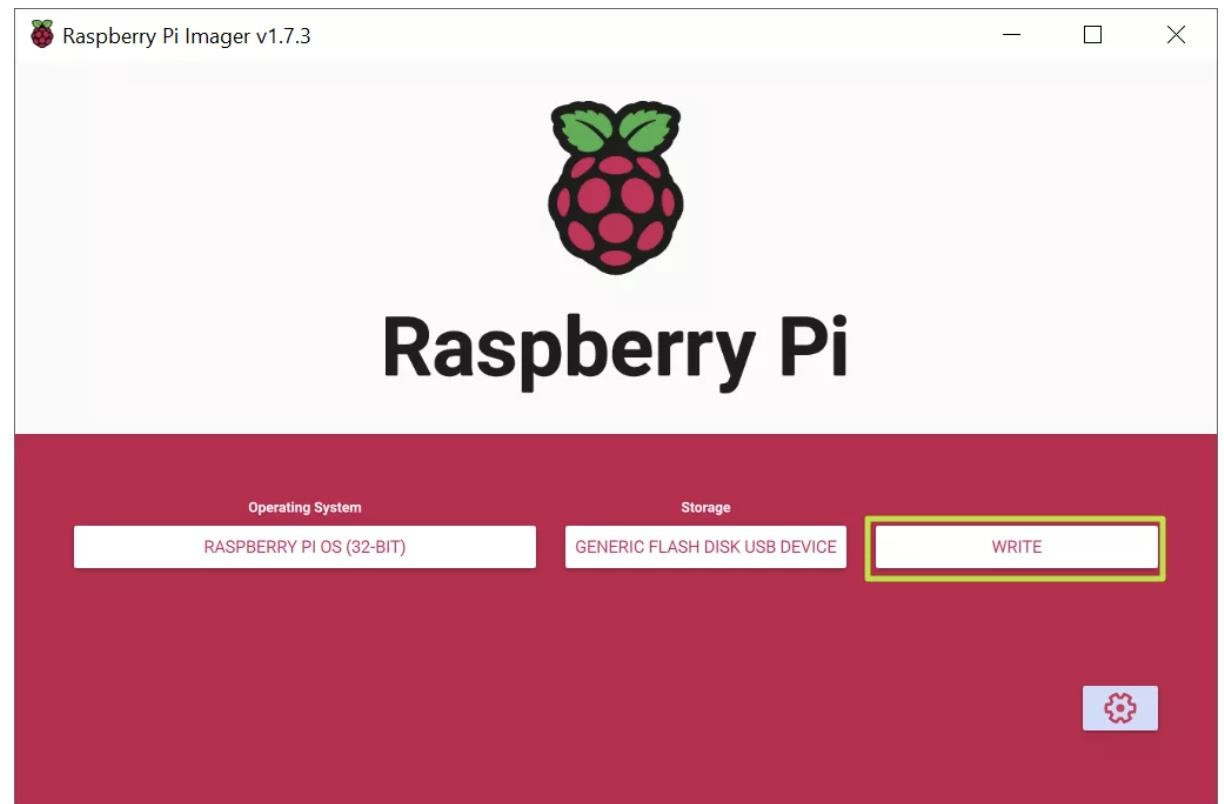 Raspberry Pi Imager v1.7.3
Raspberry Pi
Operating System
Storage
RASPBERRY PI OS (32-BIT)
GENERIC FLASH DISK USB DEVICE
WRITE